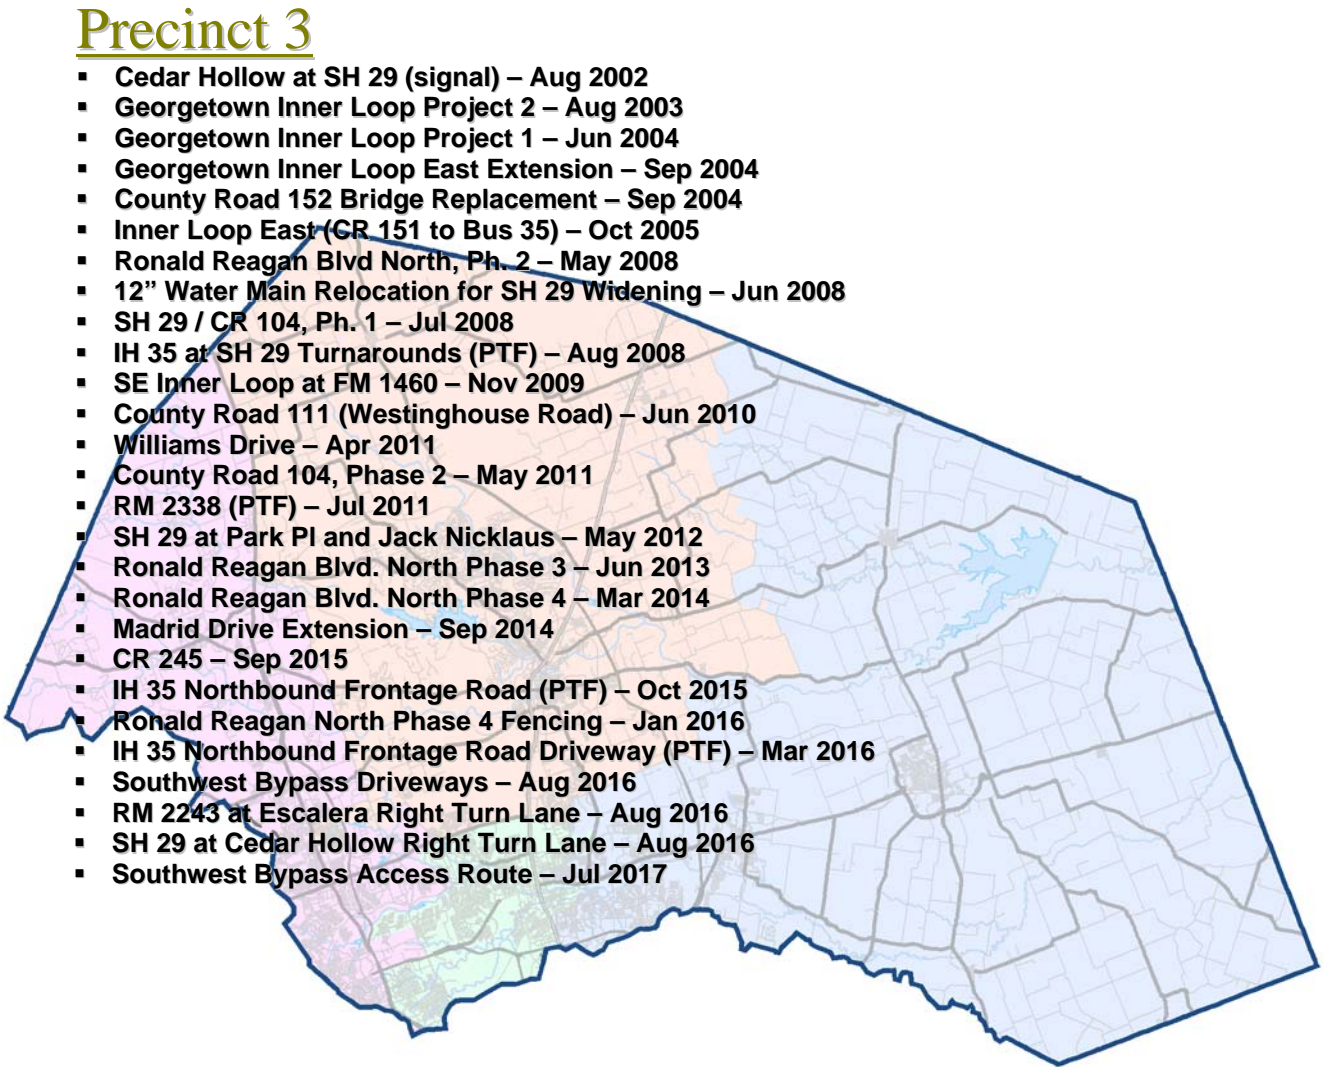 Precinct 3
▪ Cedar Hollow at SH 29 (signal) – Aug 2002
▪ Georgetown Inner Loop Project 2 – Aug 2003
▪ Georgetown Inner Loop Project 1 – Jun 2004
▪ Georgetown Inner Loop East Extension – Sep 2004
▪ County Road 152 Bridge Replacement – Sep 2004
▪ Inner Loop East (CR 151 to Bus 35) – Oct 2005
▪ Ronald Reagan Blvd North, Ph. 2 – May 2008
▪ 12” Water Main Relocation for SH 29 Widening – Jun 2008
▪ SH 29 / CR 104, Ph. 1 – Jul 2008
▪ IH 35 at SH 29 Turnarounds (PTF) – Aug 2008
▪ SE Inner Loop at FM 1460 – Nov 2009
▪ County Road 111 (Westinghouse Road) – Jun 2010
▪ Williams Drive – Apr 2011
▪ County Road 104, Phase 2 – May 2011
▪ RM 2338 (PTF) – Jul 2011
▪ SH 29 at Park Pl and Jack Nicklaus – May 2012
▪ Ronald Reagan Blvd. North Phase 3 – Jun 2013
▪ Ronald Reagan Blvd. North Phase 4 – Mar 2014
▪ Madrid Drive Extension – Sep 2014
▪ CR 245 – Sep 2015
▪ IH 35 Northbound Frontage Road (PTF) – Oct 2015
▪ Ronald Reagan North Phase 4 Fencing – Jan 2016
▪ IH 35 Northbound Frontage Road Driveway (PTF) – Mar 2016
▪ Southwest Bypass Driveways – Aug 2016
▪ RM 2243 at Escalera Right Turn Lane – Aug 2016
▪ SH 29 at Cedar Hollow Right Turn Lane – Aug 2016
▪ Southwest Bypass Access Route – Jul 2017